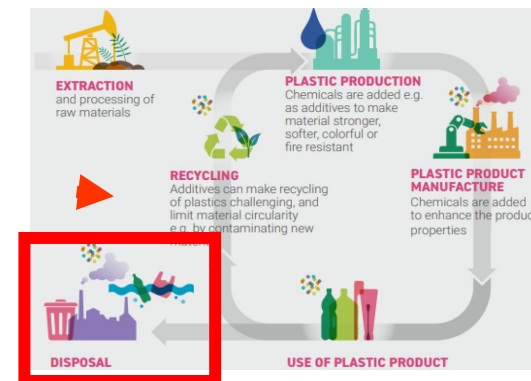 EXTRACTION
and processing of
raw materials
PLASTIC PRODUCTION
Chemicals are added e.g.
as additives to make
material stronger,
softer, colorful or
fire resistant
RECYCLING
Additives can make recycling
of plastics challenging, and
limit material circularity
e.g. by contaminating new
PLASTIC PRODUCT
MANUFACTURE
Chemicals are added
to enhance the produc
properties
DISPOSAL
USE OF PLASTIC PRODUCT